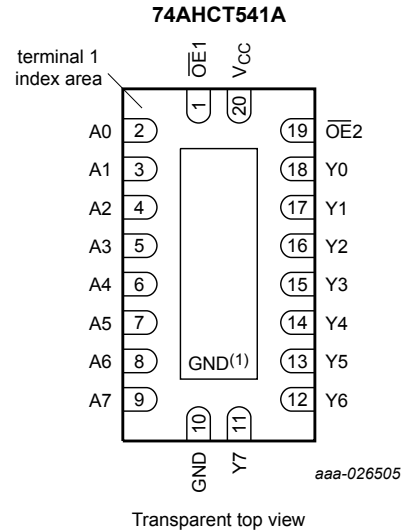 74AHCT541A
terminal 1
index area
OE1
VCC
1
20
A0 2
19 OE2
A1 3
18 Y0
A2 4
17 Y1
A3 5
16 Y2
A4 6
15 Y3
A5 7
14 Y4
A6 8
GND(1)
13 Y5
A7 9
12 Y6
10
11
GND
Y7
aaa-026505
Transparent top view